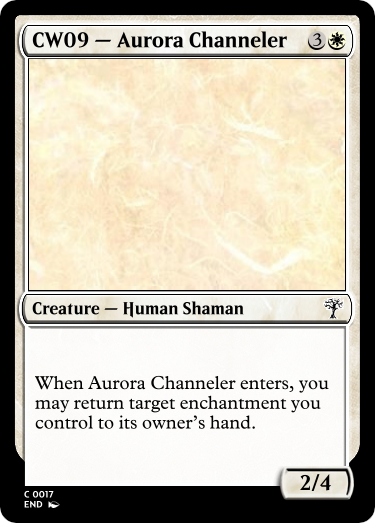 CW09 — Aurora Channeler 3
Creature — Human Shaman
When Aurora Channeler enters, you
may return target enchantment you
control to its owner's hand.
2/4
C 0017
END